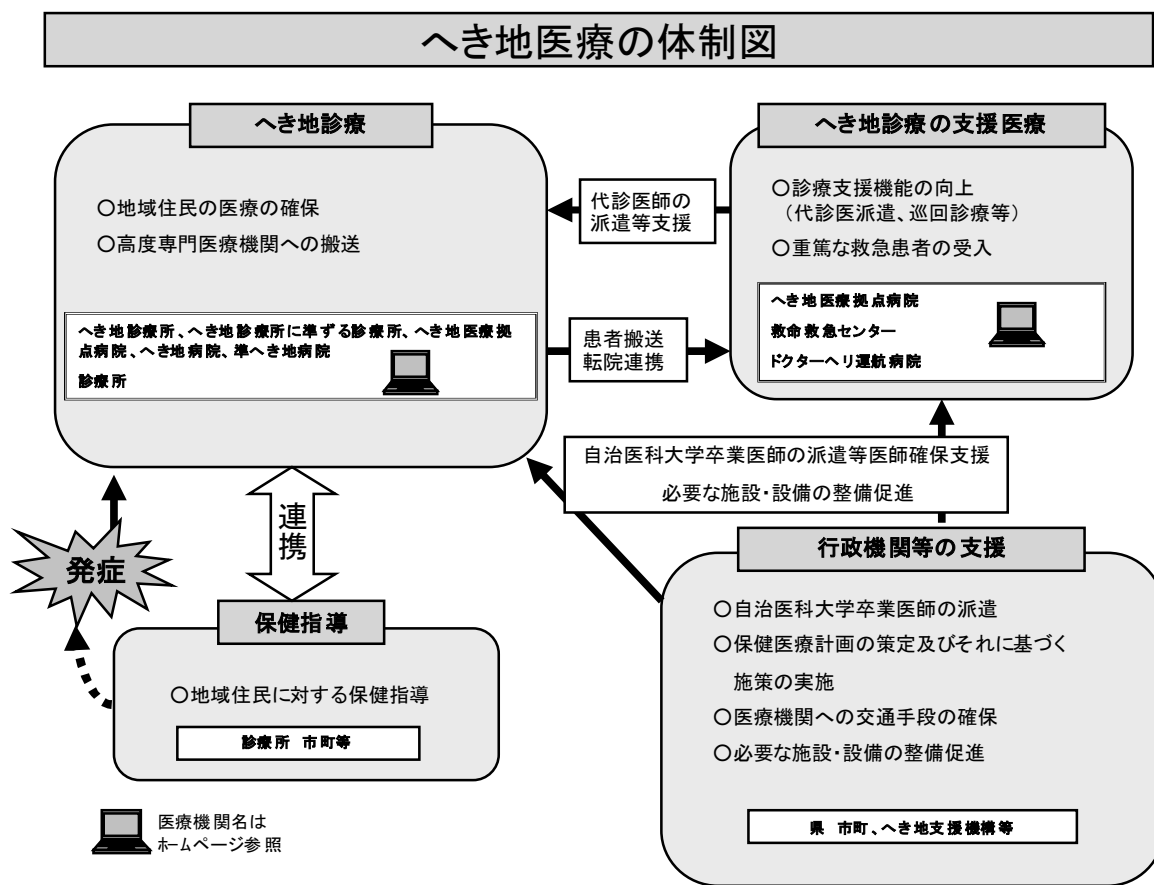 へき地医療の体制図
へき地診療
○地域住民の医療の確保
○高度専門医療機関への搬送
へき地診療所、へき地診療所に準ずる診療所、へき地医療拠
点病院、へき地病院、準へき地病院
診療所
代診医師の
派遣等支援
患者搬送
転院連携
へき地診療の支援医療
○診療支援機能の向上
（代診医派遣、巡回診療等）
○重篤な救急患者の受入
へき地医療拠点病院
救命救急センター
ドクターヘリ運航病院
自治医科大学卒業医師の派遣等医師確保支援
必要な施設・設備の整備促進
発症
連携
保健指導
○地域住民に対する保健指導
診療所 市町等
行政機関等の支援
○自治医科大学卒業医師の派遣
○保健医療計画の策定及びそれに基づく
施策の実施
○医療機関への交通手段の確保
○必要な施設・設備の整備促進
県 市町、へき地支援機構等
医療機関名は
ホームページ参照